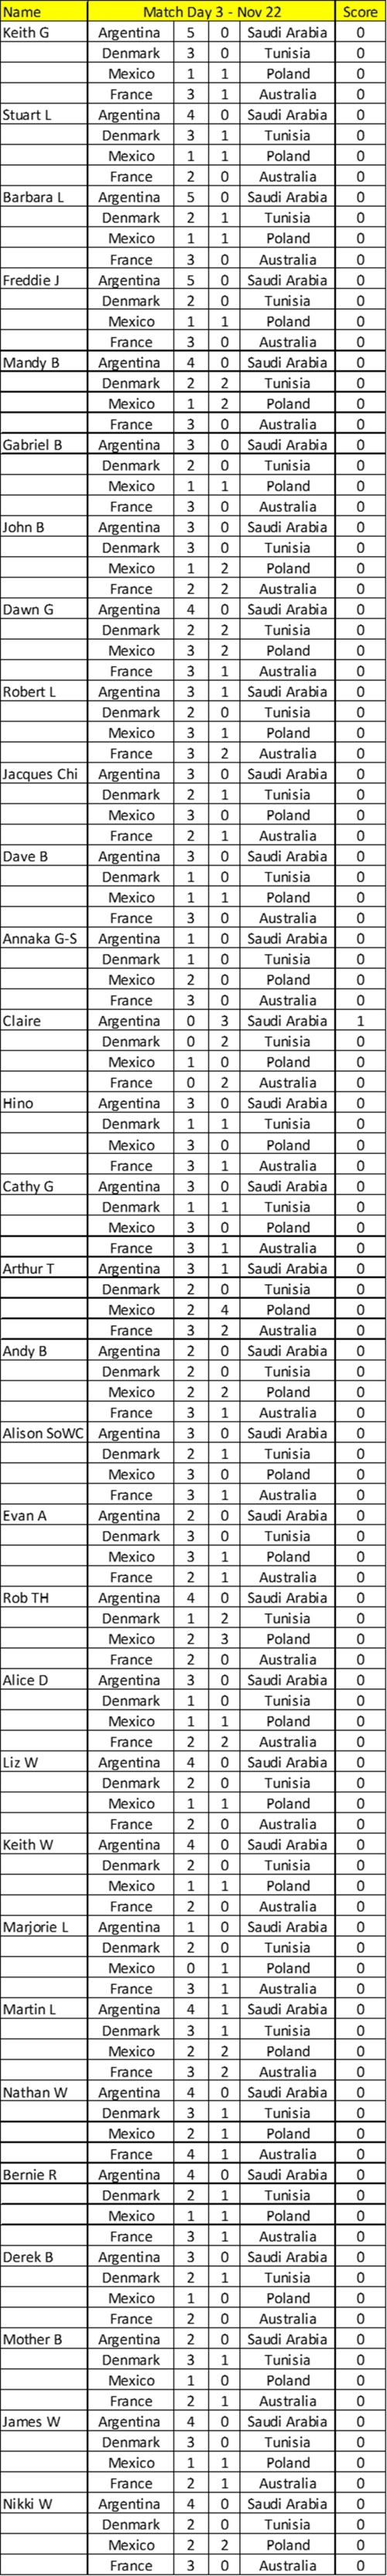 Name Match Day 3 - Nov 22 Score
Keith G Argentina 5 0 Saudi Arabia 0
Denmark 3 0 Tunisia 0
Mexico 1 1 Poland 0
France 3 1 Australia 0
Stuart L Argentina 4 0 Saudi Arabia 0
Denmark 3 1 Tunisia 0
Mexico 1 1 Poland 0
France 2 0 Australia 0
Barbara L Argentina 5 0 Saudi Arabia 0
Denmark 2 1 Tunisia 0
Mexico 1 1 Poland 0
France 3 0 Australia 0
Freddie J Argentina 5 0 Saudi Arabia 0
Denmark 2 0 Tunisia 0
Mexico 1 1 Poland 0
France 3 0 Australia 0
Mandy B Argentina 4 0 Saudi Arabia 0
Denmark 2 2 Tunisia 0
Mexico 1 2 Poland 0
France 3 0 Australia 0
Gabriel B Argentina 3 0 Saudi Arabia 0
Denmark 2 0 Tunisia 0
Mexico 1 1 Poland 0
France 3 0 Australia 0
John B Argentina 3 0 Saudi Arabia 0
Denmark 3 0 Tunisia 0
Mexico 1 2 Poland 0
France 2 2 Australia 0
Dawn G Argentina 4 0 Saudi Arabia 0
Denmark 2 2 Tunisia 0
Mexico 3 2 Poland 0
France 3 1 Australia 0
Robert L Argentina 3 1 Saudi Arabia 0
Denmark 2 0 Tunisia 0
Mexico 3 1 Poland 0
France 3 2 Australia 0
Jacques Chi Argentina 3 0 Saudi Arabia 0
Denmark 2 1 Tunisia 0
Mexico 3 0 Poland 0
France 2 1 Australia 0
Dave B Argentina 3 0 Saudi Arabia 0
Denmark 1 0 Tunisia 0
Mexico 1 1 Poland 0
France 3 0 Australia 0
Annaka G-S Argentina 1 0 Saudi Arabia 0
Denmark 1 0 Tunisia 0
Mexico 2 0 Poland 0
France 3 0 Australia 0
Claire Argentina 0 3 Saudi Arabia 1
Denmark 0 2 Tunisia 0
Mexico 1 0 Poland 0
France 0 2 Australia 0
Hino Argentina 3 0 Saudi Arabia 0
Denmark 1 1 Tunisia 0
Mexico 3 0 Poland 0
France 3 1 Australia 0
Cathy G Argentina 3 0 Saudi Arabia 0
Denmark 1 1 Tunisia 0
Mexico 3 0 Poland 0
France 3 1 Australia 0
Arthur T Argentina 3 1 Saudi Arabia 0
Denmark 2 0 Tunisia 0
Mexico 2 4 Poland 0
France 3 2 Australia 0
Andy B Argentina 2 0 Saudi Arabia 0
Denmark 2 0 Tunisia 0
Mexico 2 2 Poland 0
France 3 1 Australia 0
Alison SoWC Argentina 3 0 Saudi Arabia 0
Denmark 2 1 Tunisia 0
Mexico 3 0 Poland 0
France 3 1 Australia 0
Evan A Argentina 2 0 Saudi Arabia 0
Denmark 3 0 Tunisia 0
Mexico 3 1 Poland 0
France 2 1 Australia 0
Rob TH Argentina 4 0 Saudi Arabia 0
Denmark 1 2 Tunisia 0
Mexico 2 3 Poland 0
France 2 0 Australia 0
Alice D Argentina 3 0 Saudi Arabia 0
Denmark 1 0 Tunisia 0
Mexico 1 1 Poland 0
France 2 2 Australia 0
Liz W Argentina 4 0 Saudi Arabia 0
Denmark 2 0 Tunisia 0
Mexico 1 1 Poland 0
France 2 0 Australia 0
Keith W Argentina 4 0 Saudi Arabia 0
Denmark 2 0 Tunisia 0
Mexico 1 1 Poland 0
France 2 0 Australia 0
Marjorie L Argentina 1 0 Saudi Arabia 0
Denmark 2 0 Tunisia 0
Mexico 0 1 Poland 0
France 3 1 Australia 0
Martin L Argentina 4 1 Saudi Arabia 0
Denmark 3 1 Tunisia 0
Mexico 2 2 Poland 0
France 3 2 Australia 0
Nathan W Argentina 4 0 Saudi Arabia 0
Denmark 3 1 Tunisia 0
Mexico 2 1 Poland 0
France 4 1 Australia 0
Bernie R Argentina 4 0 Saudi Arabia 0
Denmark 2 1 Tunisia 0
Mexico 1 1 Poland 0
France 3 1 Australia 0
Derek B Argentina 3 0 Saudi Arabia 0
Denmark 2 1 Tunisia 0
Mexico 1 0 Poland 0
France 2 0 Australia 0
Mother B Argentina 2 0 Saudi Arabia 0
Denmark 3 1 Tunisia 0
Mexico 1 0 Poland 0
France 2 1 Australia 0
James W Argentina 4 0 Saudi Arabia 0
Denmark 3 0 Tunisia 0
Mexico 1 1 Poland 0
France 2 1 Australia 0
Nikki W Argentina 4 0 Saudi Arabia 0
Denmark 2 0 Tunisia 0
Mexico 2 2 Poland 0
France 3 0 Australia 0